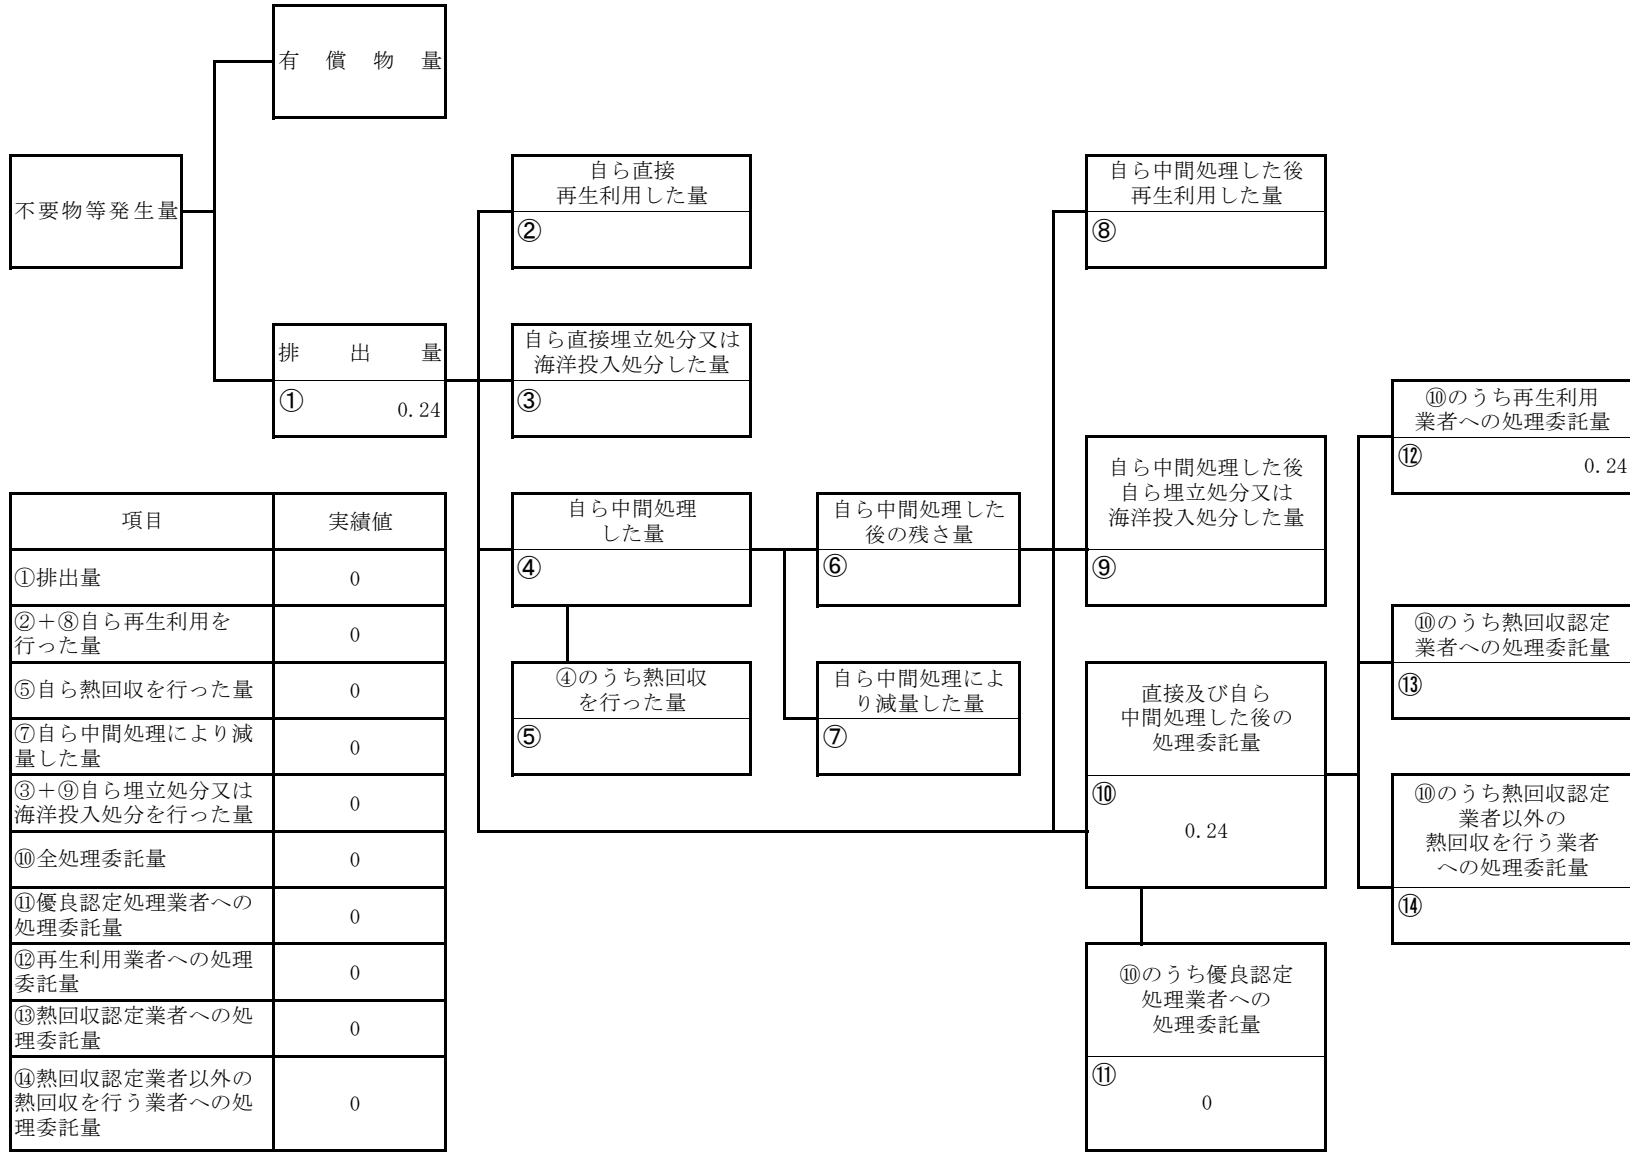 有償物量
不要物等発生量
自ら直接
再生利用した量
②
自ら中間処理した後
再生利用した量
⑧
排出量
①
0.24
自ら直接埋立処分又は
海洋投入処分した量
③
⑩のうち再生利用
業者への処理委託量
⑫
0.24
自ら中間処理
した量
④
自ら中間処理した
後の残さ量
⑥
自ら中間処理した後
自ら埋立処分又は
海洋投入処分した量
⑨
④のうち熱回収
を行った量
⑤
自ら中間処理によ
り減量した量
⑦
直接及び自ら
中間処理した後の
処理委託量
⑩
0.24
⑩のうち熱回収認定
業者への処理委託量
⑬
⑩のうち熱回収認定
業者以外の
熱回収を行う業者
への処理委託量
⑭
⑩のうち優良認定
処理業者への
処理委託量
⑪
0
項目 実績値
①排出量 0
②＋⑧自ら再生利用を
行った量 0
⑤自ら熱回収を行った量 0
⑦自ら中間処理により減
量した量 0
③＋⑨自ら埋立処分又は
海洋投入処分を行った量 0
⑩全処理委託量 0
⑪優良認定処理業者への
処理委託量 0
⑫再生利用業者への処理
委託量 0
⑬熱回収認定業者への処
理委託量 0
⑭熱回収認定業者以外の
熱回収を行う業者への処 0
理委託量